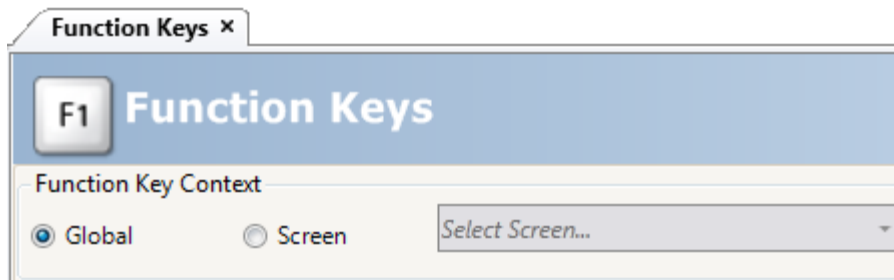 Function Keys ×
F1 Function Keys
Function Key Context
Global Screen Select Screen...